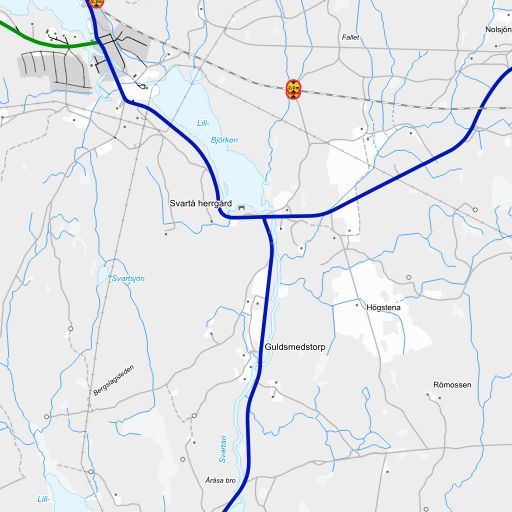 Nolsjön
Fallet
Lill-
Björken
Svartå herrgård
Svartsjön
Högstena
Guldsmedstorp
Bergslagsleden
Römossen
Svartån
Åråsa bro
Lill-